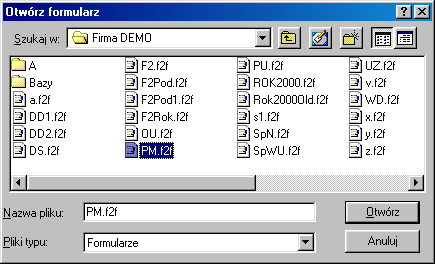 Otwórz formularz
Szukaj w: Firma DEMO
A
Bazy
a.f2f
DD1.f2f
DD2.f2f
DS.f2f
F2.f2f
F2Pod.f2f
F2Pod1.f2f
F2Rok.f2f
OU.f2f
PM.f2f
PU.f2f
ROK2000.f2f
Rok2000Old.f2f
s1.f2f
SpN.f2f
SpWU.f2f
UZ.f2f
v.f2f
WD.f2f
x.f2f
y.f2f
z.f2f
Nazwa pliku: PM.f2f Otwórz
Pliki typu: Formularze Anuluj